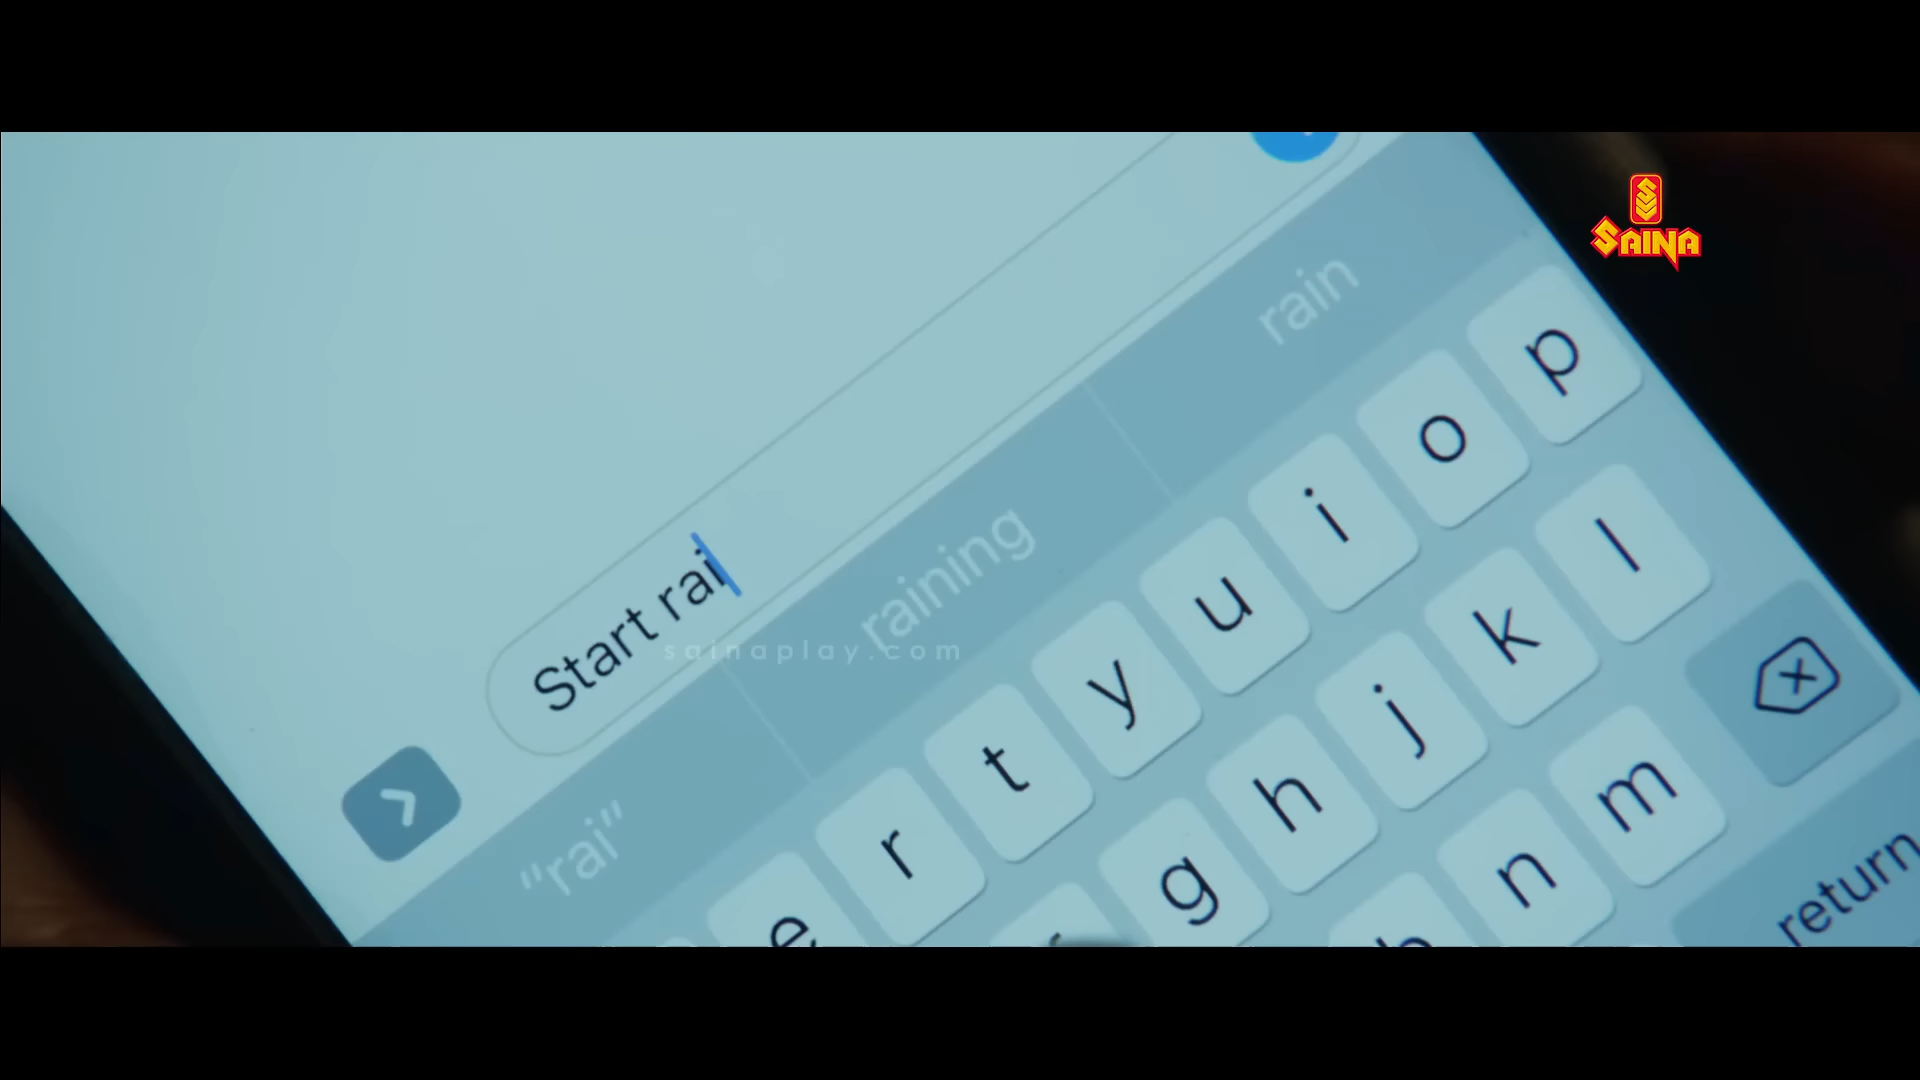 SAINA
rain
Start rai
raining
sainaplay.com
"rai"
e r t y u i o p
g h j k l
b n m
return